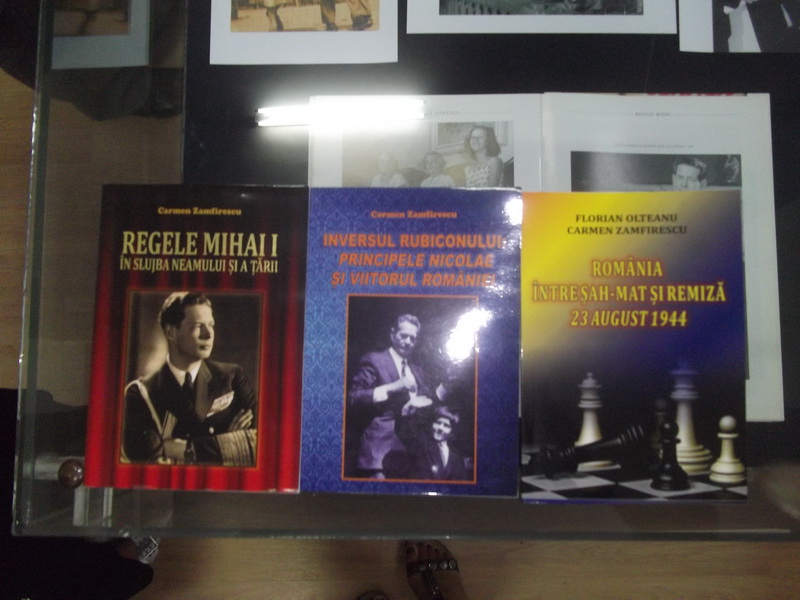 Carmen Zamfirescu
REGELE MIHAI I
ÎN SLUJBA NEAMULUI ȘI A ȚĂRII
Carmen Zamfirescu
INVERSUL RUBICONULUI.
PRINCIPELE NICOLAE
ȘI VIITORUL ROMÂNIEI
FLORIAN OLTEANU
CARMEN ZAMFIRESCU
ROMÂNIA
ÎNTRE ȘAH-MAT ȘI REMIZĂ
23 AUGUST 1944